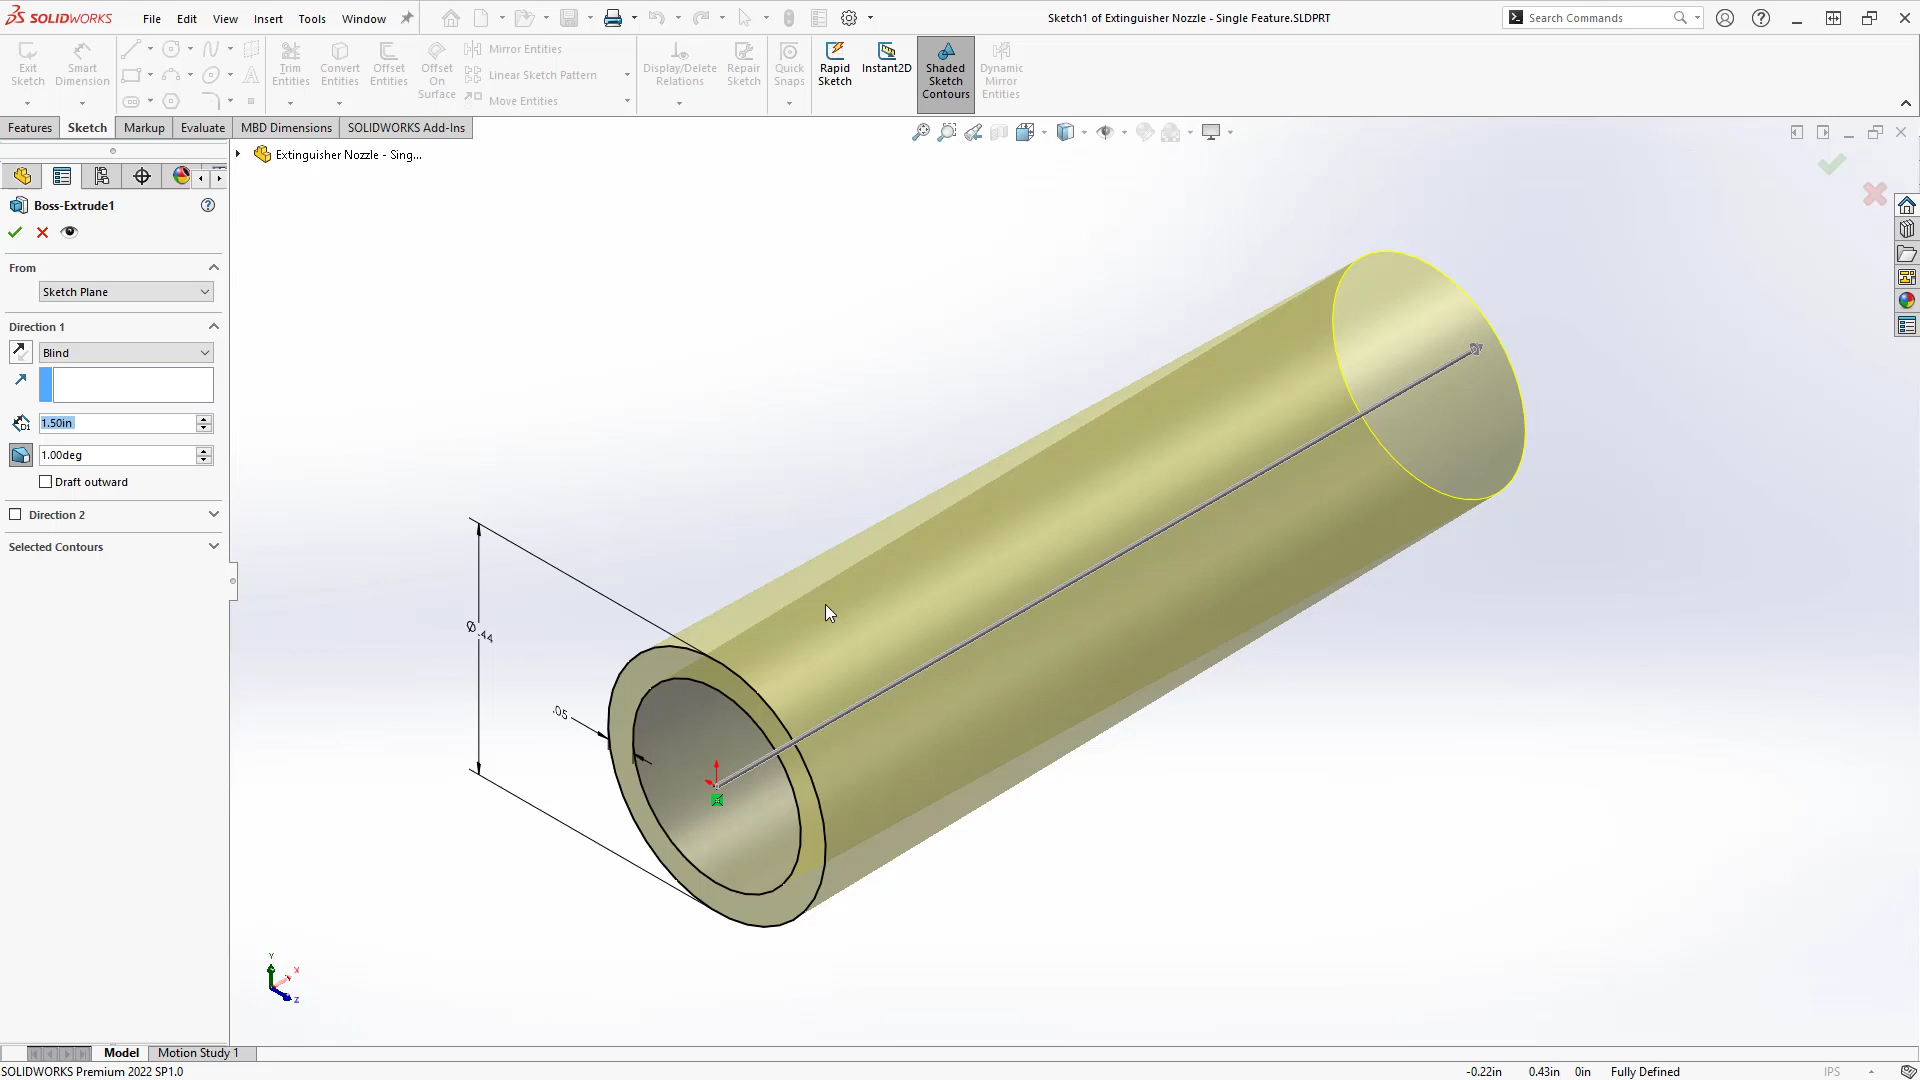 SOLIDWORKS File Edit View Insert Tools Window Sketch1 of Extinguisher Nozzle - Single Feature.SLDPRT Search Commands
Exit Sketch
Smart Dimension
Trim Entities
Convert Entities
Offset Entities
Offset On Surface
Mirror Entities
Linear Sketch Pattern
Move Entities
Display/Delete Relations
Repair Sketch
Quick Snaps
Rapid Sketch
Instant2D
Shaded Sketch Contours
Dynamic Mirror Entities
Features Sketch Markup Evaluate MBD Dimensions SOLIDWORKS Add-Ins
Extinguisher Nozzle - Sing...
Boss-Extrude1
From
Sketch Plane
Direction 1
Blind
D1 1.50in
1.00deg
Draft outward
Direction 2
Selected Contours
Ø.44
.05
Y
X
Z
Model Motion Study 1
SOLIDWORKS Premium 2022 SP1.0 -0.22in 0.43in 0in Fully Defined IPS